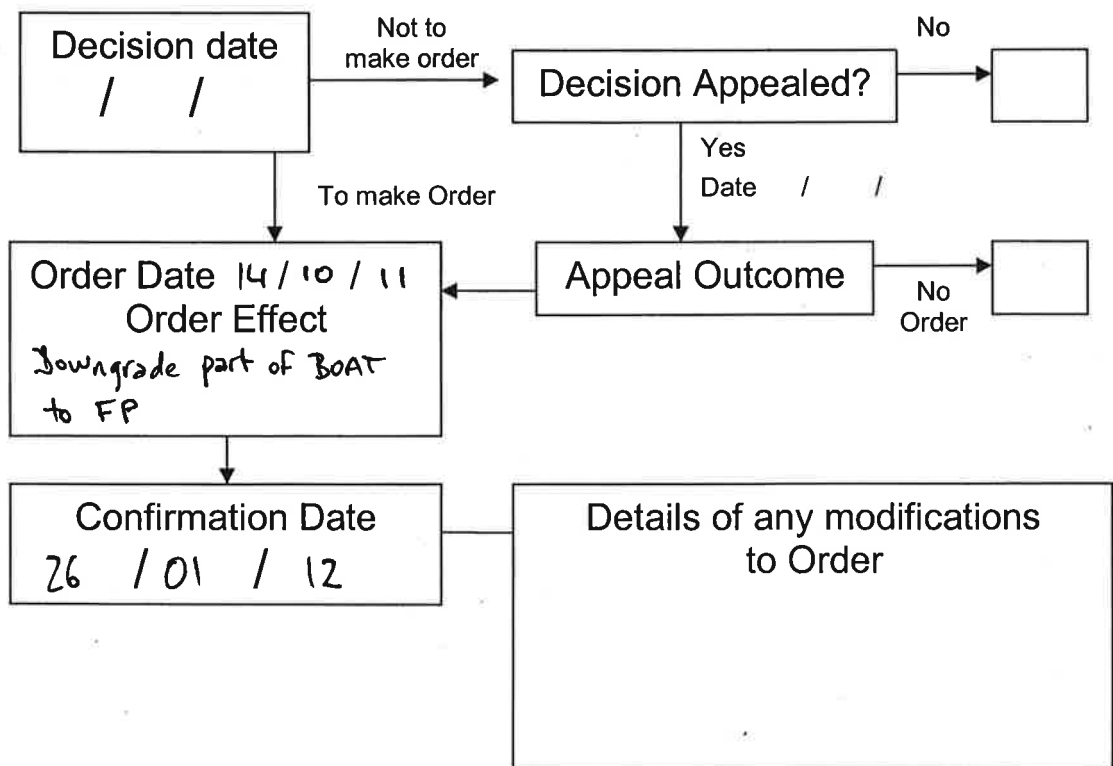 Decision date
/ /
Not to
make order
Decision Appealed?
No
Yes
Date / /
To make Order
Order Date 14 / 10 / 11
Order Effect
Downgrade part of BOAT
to FP
Appeal Outcome
No
Order
Confirmation Date
26 / 01 / 12
Details of any modifications
to Order